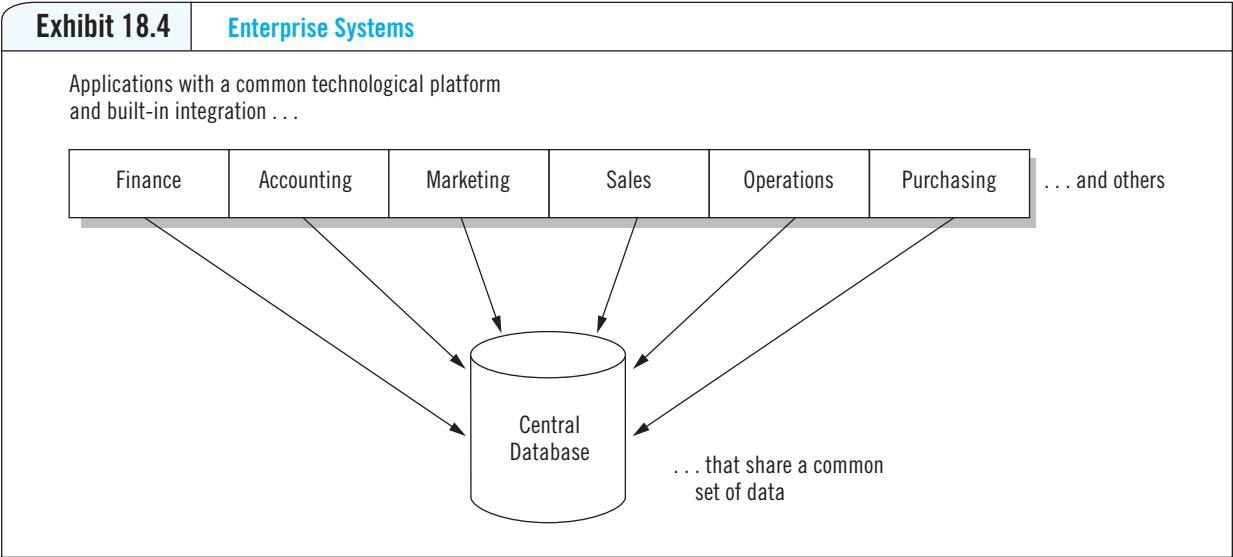 Exhibit 18.4
Enterprise Systems
Applications with a common technological platform
and built-in integration . . .
Finance
Accounting
Marketing
Sales
Operations
Purchasing
. . . and others
Central
Database
. . . that share a common
set of data